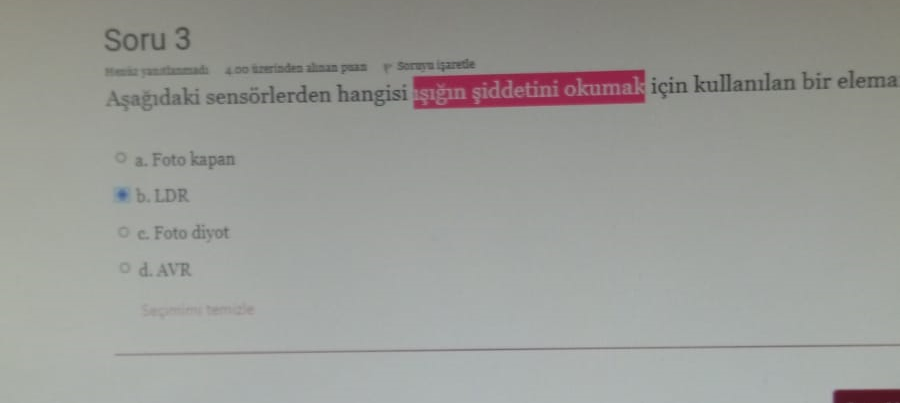 Soru 3
Henüz yanıtlanmadı 4,00 üzerinden alınan puan Soruyu işaretle
Aşağıdaki sensörlerden hangisi ışığın şiddetini okumak için kullanılan bir elema
a. Foto kapan
b. LDR
c. Foto diyot
d. AVR
Seçimimi temizle